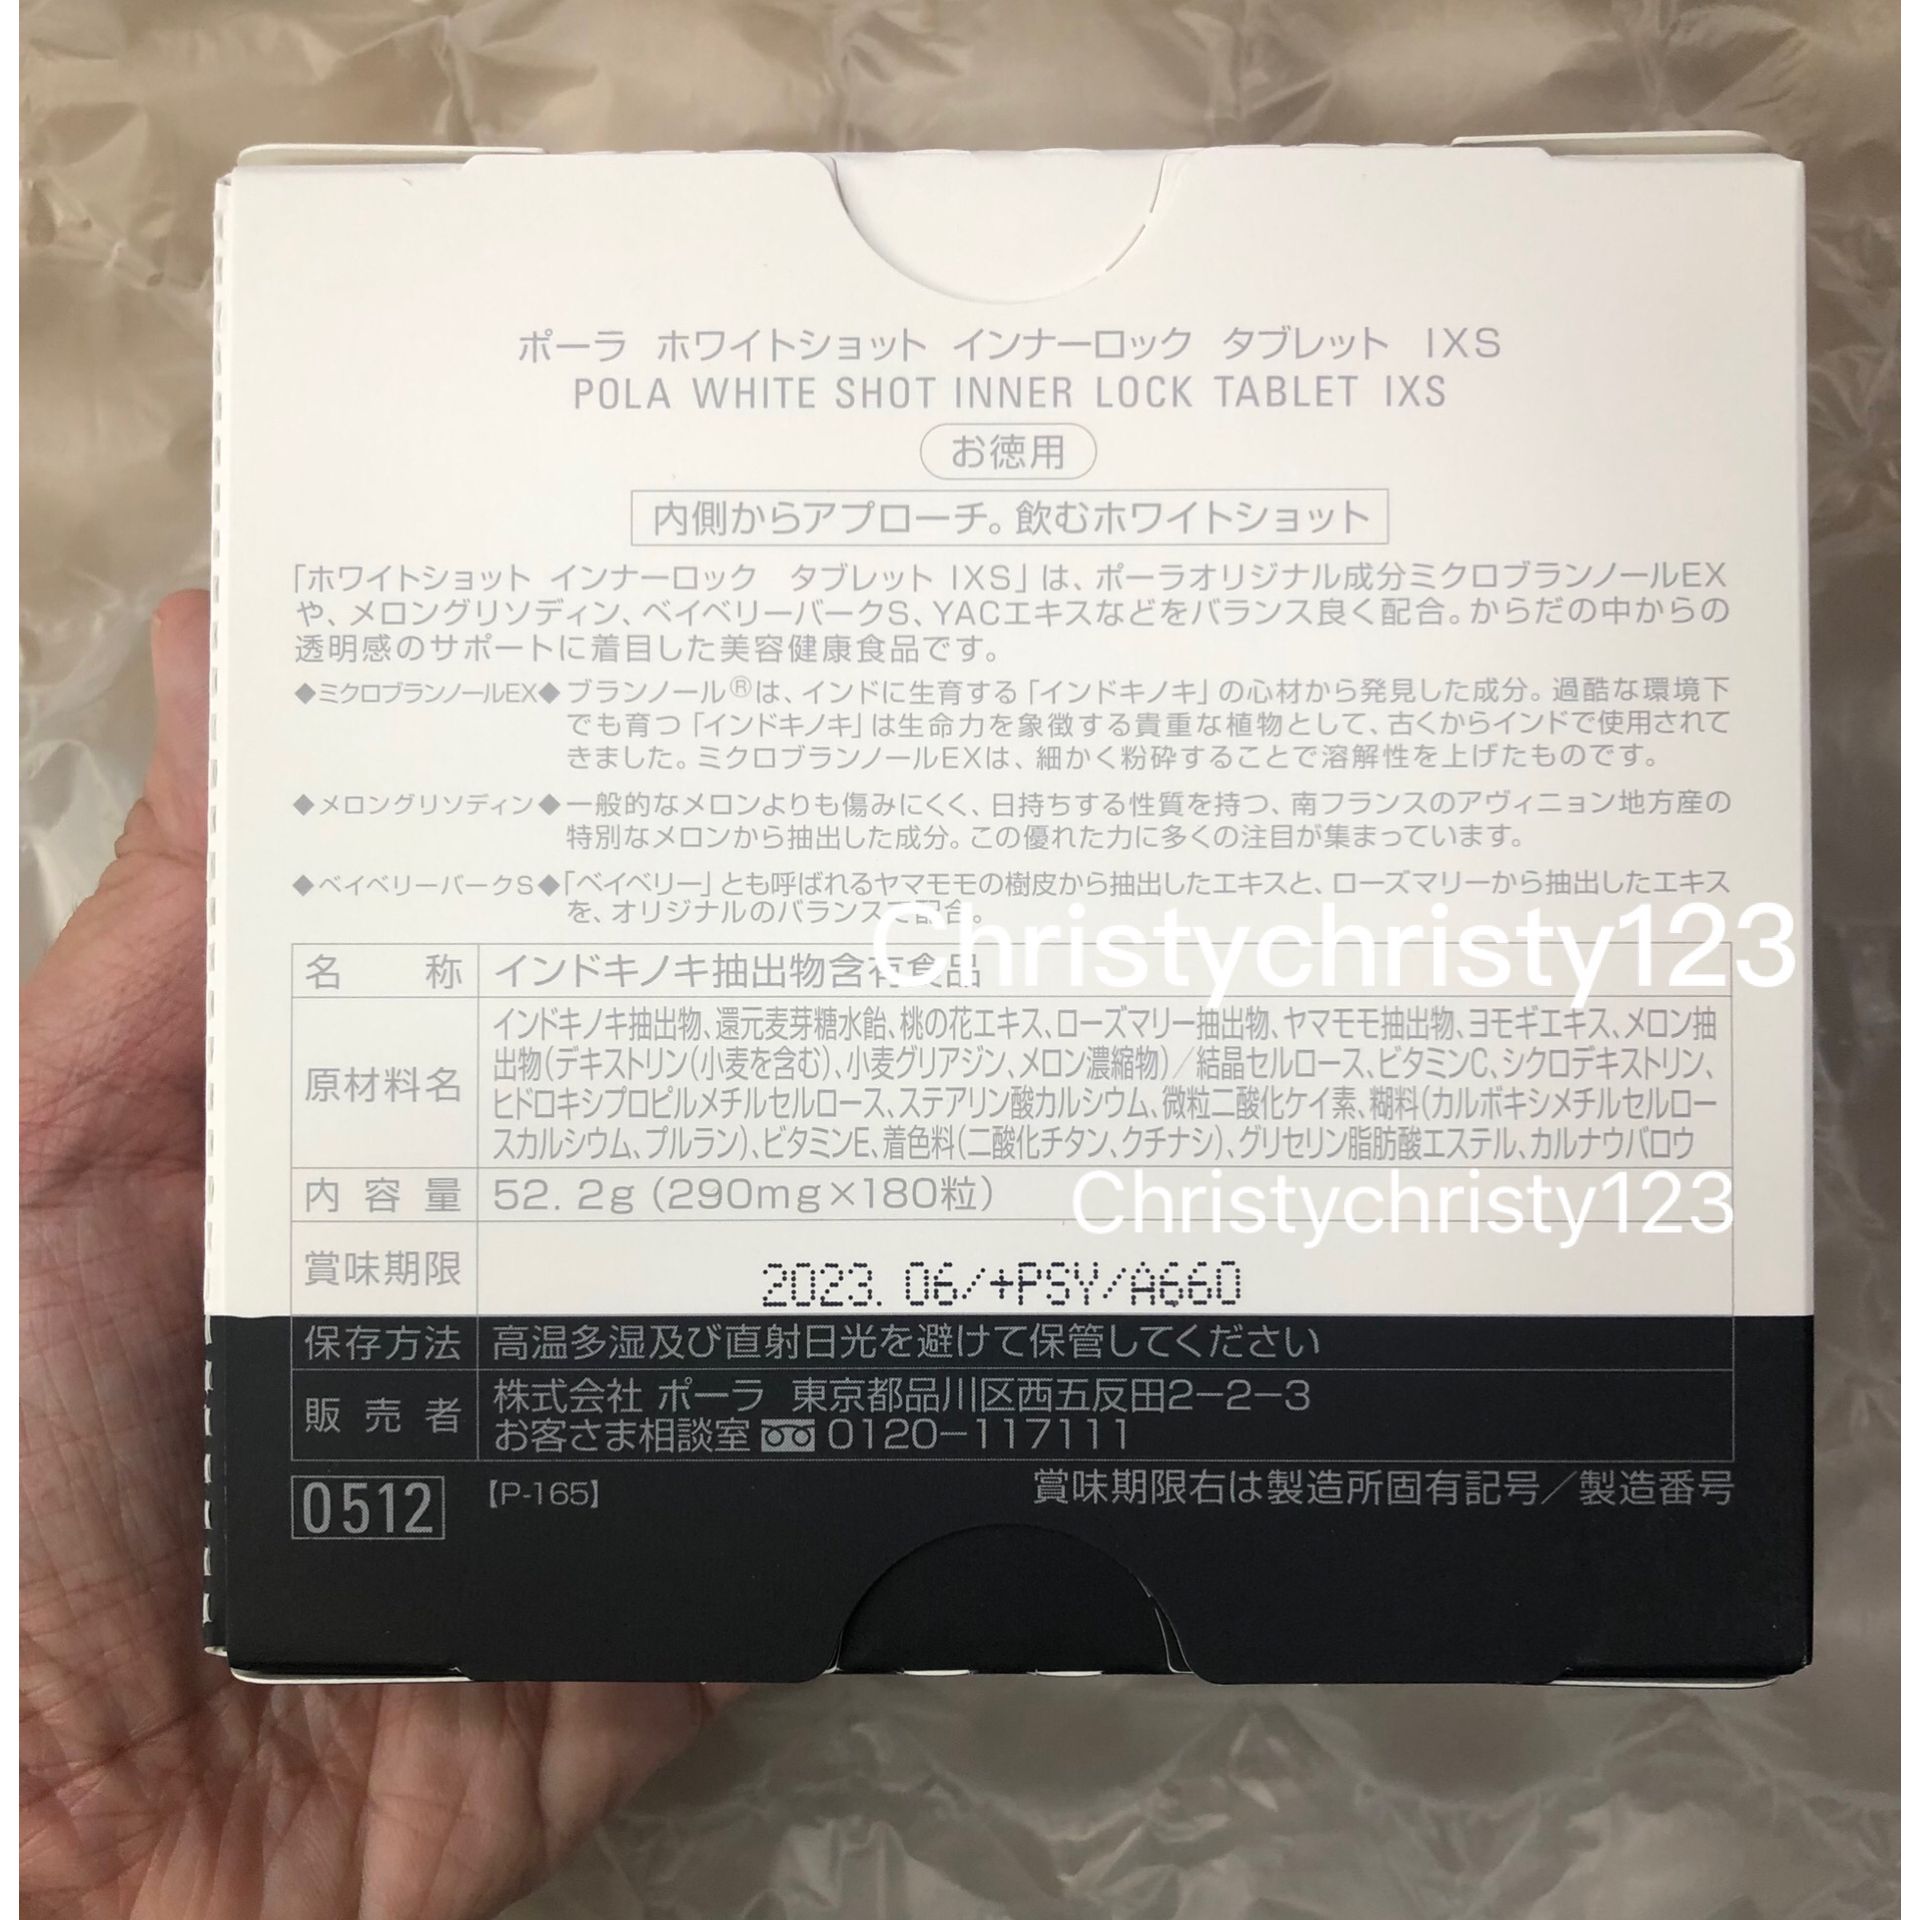 ポーラ ホワイトショット インナーロック タブレット IXS
POLA WHITE SHOT INNER LOCK TABLET IXS
お徳用
内側からアプローチ。飲むホワイトショット
「ホワイトショット インナーロック タブレット IXS」は、ポーラオリジナル成分ミクロブランノールEX
や、メロングリソディン、ベイベリーバークS、YACエキスなどをバランス良く配合。からだの中からの
透明感のサポートに着目した美容健康食品です。
◆ミクロブランノールEX◆ ブランノール®は、インドに生育する「インドキノキ」の心材から発見した成分。過酷な環境下
でも育つ「インドキノキ」は生命力を象徴する貴重な植物として、古くからインドで使用されて
きました。ミクロブランノールEXは、細かく粉砕することで溶解性を上げたものです。
◆メロングリソディン◆ 一般的なメロンよりも傷みにくく、日持ちする性質を持つ、南フランスのアヴィニョン地方産の
特別なメロンから抽出した成分。この優れた力に多くの注目が集まっています。
◆ベイベリーバークS◆ 「ベイベリー」とも呼ばれるヤマモモの樹皮から抽出したエキスと、ローズマリーから抽出したエキス
を、オリジナルのバランスで配合。
Christychristy123
名称 インドキノキ抽出物含有食品
原材料名 インドキノキ抽出物、還元麦芽糖水飴、桃の花エキス、ローズマリー抽出物、ヤマモモ抽出物、ヨモギエキス、メロン抽
出物(デキストリン(小麦を含む)、小麦グリアジン、メロン濃縮物)/結晶セルロース、ビタミンC、シクロデキストリン、
ヒドロキシプロピルメチルセルロース、ステアリン酸カルシウム、微粒二酸化ケイ素、糊料(カルボキシメチルセルロー
スカルシウム、プルラン)、ビタミンE、着色料(二酸化チタン、クチナシ)、グリセリン脂肪酸エステル、カルナウバロウ
内容量 52.2g (290mg×180粒)
Christychristy123
賞味期限 2023.06/+PSY/A660
保存方法 高温多湿及び直射日光を避けて保管してください
販売者 株式会社 ポーラ 東京都品川区西五反田2-2-3
お客さま相談室 0120-117111
0512 【P-165】 賞味期限右は製造所固有記号/製造番号